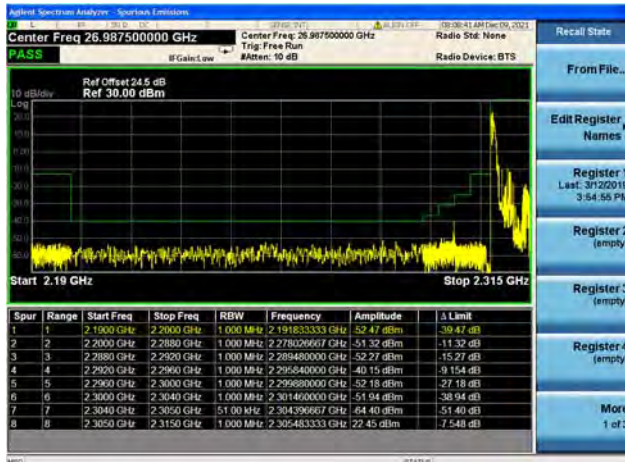 Agilent Spectrum Analyzer - Spurious Emissions
Center Freq 26.987500000 GHz
Center Freq: 26.987500000 GHz
Trig: Free Run
#Atten: 10 dB
IFGain:Low
08:08:41 AM Dec 09, 2021
Radio Std: None
Radio Device: BTS
PASS
Ref Offset 24.5 dB
Ref 30.00 dBm
10 dB/div
Log
Start 2.19 GHz
Stop 2.315 GHz
Spur Range Start Freq Stop Freq RBW Frequency Amplitude Δ Limit
1 1 2.1900 GHz 2.2000 GHz 1.000 MHz 2.191833333 GHz -52.47 dBm -39.47 dB
2 2 2.2000 GHz 2.2880 GHz 1.000 MHz 2.278026667 GHz -51.32 dBm -11.32 dB
3 3 2.2880 GHz 2.2920 GHz 1.000 MHz 2.289480000 GHz -52.27 dBm -15.27 dB
4 4 2.2920 GHz 2.2960 GHz 1.000 MHz 2.295840000 GHz -40.15 dBm -9.154 dB
5 5 2.2960 GHz 2.3000 GHz 1.000 MHz 2.299680000 GHz -52.18 dBm -27.18 dB
6 6 2.3000 GHz 2.3040 GHz 1.000 MHz 2.301460000 GHz -51.94 dBm -38.94 dB
7 7 2.3040 GHz 2.3050 GHz 51.00 kHz 2.304396667 GHz -64.40 dBm -51.40 dB
8 8 2.3050 GHz 2.3150 GHz 1.000 MHz 2.305483333 GHz 22.45 dBm -7.548 dB
MSG
STATUS
Recall State
From File..
Edit Register
Names
Register 1
Last: 3/12/2019
3:54:55 PM
Register 2
(empty
Register 3
(empty
Register 4
(empty
More
1 of 3